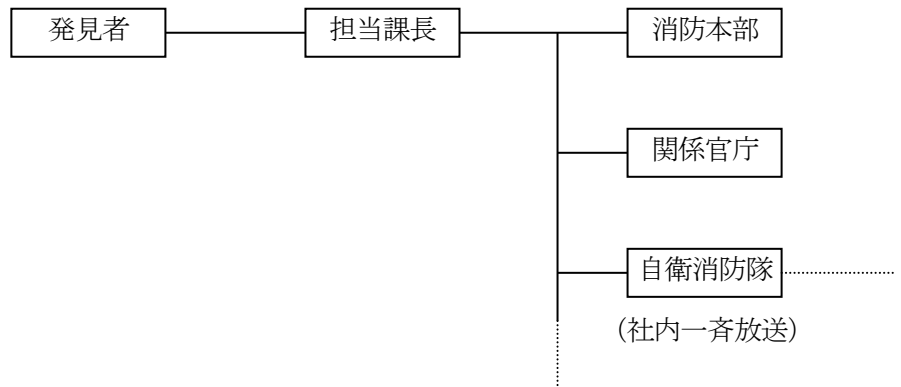 発見者
担当課長
消防本部
関係官庁
自衛消防隊
(社内一斉放送)